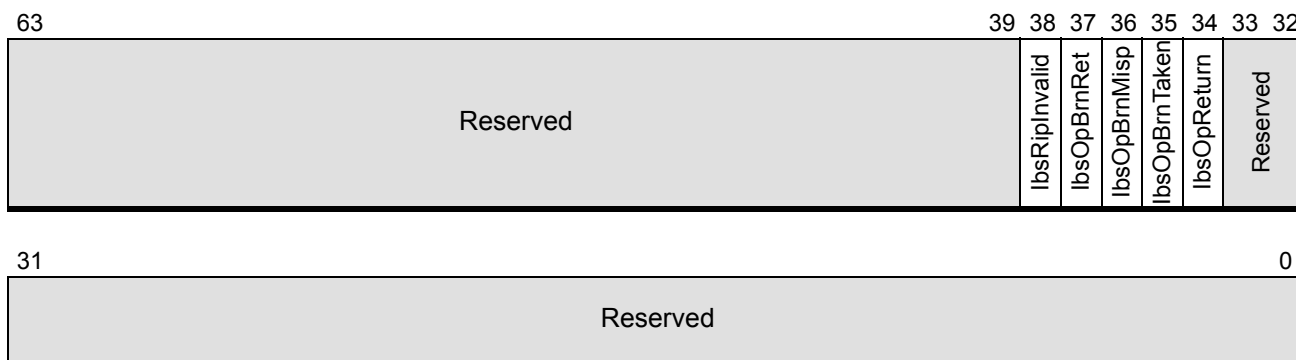 63 39 38 37 36 35 34 33 32
Reserved IbsRipInvalid IbsOpBrnRet IbsOpBrnMisp IbsOpBrnTaken IbsOpReturn Reserved
31 0
Reserved